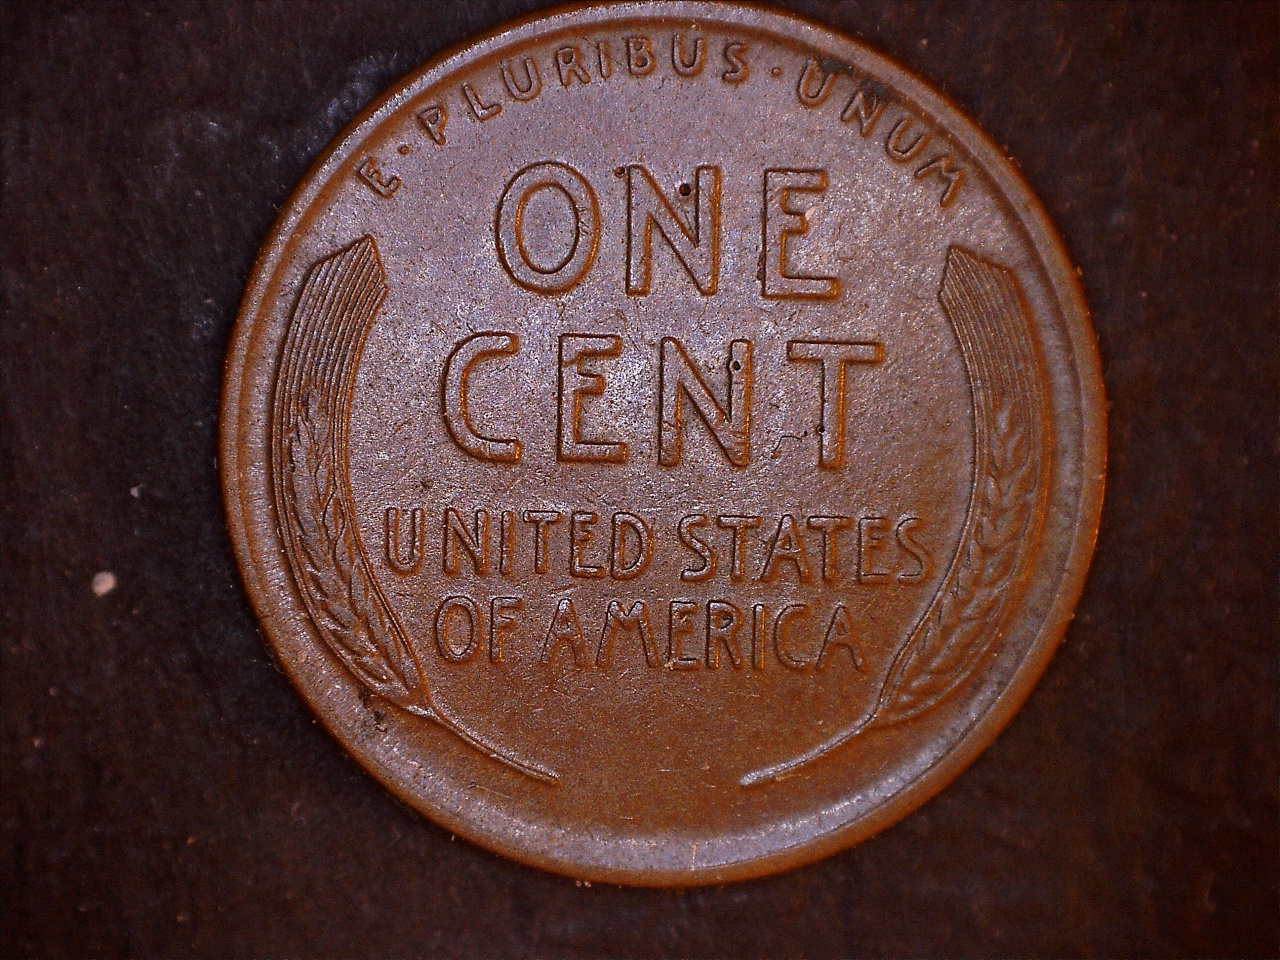 E · PLURIBUS · UNUM
ONE
CENT
UNITED STATES
OF AMERICA